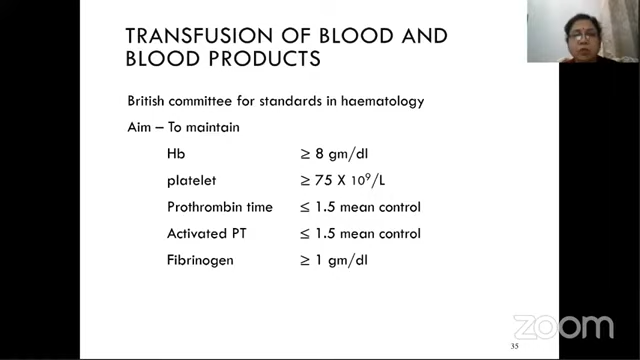 TRANSFUSION OF BLOOD AND
BLOOD PRODUCTS
British committee for standards in haematology
Aim – To maintain
Hb ≥ 8 gm/dl
platelet ≥ 75 X 10⁹/L
Prothrombin time ≤ 1.5 mean control
Activated PT ≤ 1.5 mean control
Fibrinogen ≥ 1 gm/dl
zoom
35